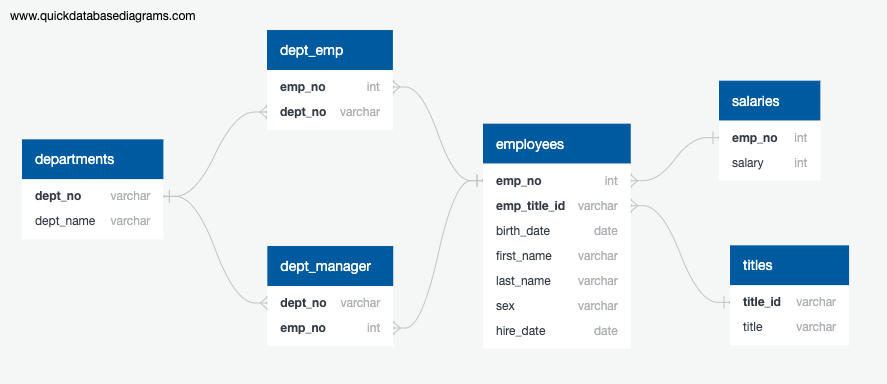 www.quickdatabasediagrams.com
dept_emp
emp_no int
dept_no varchar
departments
dept_no varchar
dept_name varchar
dept_manager
dept_no varchar
emp_no int
employees
emp_no int
emp_title_id varchar
birth_date date
first_name varchar
last_name varchar
sex varchar
hire_date date
salaries
emp_no int
salary int
titles
title_id varchar
title varchar